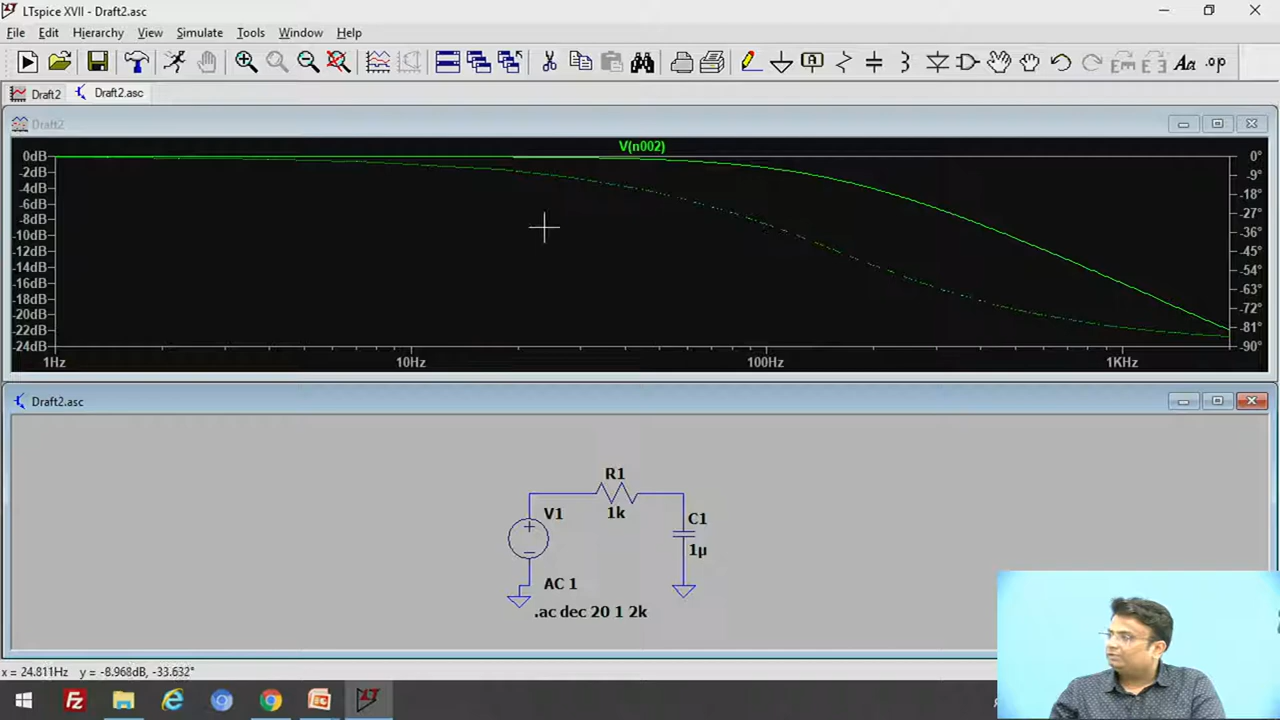 LTspice XVII - Draft2.asc
File Edit Hierarchy View Simulate Tools Window Help
Draft2 Draft2.asc
Draft2
V(n002)
0dB
-2dB
-4dB
-6dB
-8dB
-10dB
-12dB
-14dB
-16dB
-18dB
-20dB
-22dB
-24dB
0°
-9°
-18°
-27°
-36°
-45°
-54°
-63°
-72°
-81°
-90°
1Hz 10Hz 100Hz 1KHz
Draft2.asc
R1
1k
V1
C1
1µ
AC 1
.ac dec 20 1 2k
x = 24.811Hz y = -8.968dB, -33.632°